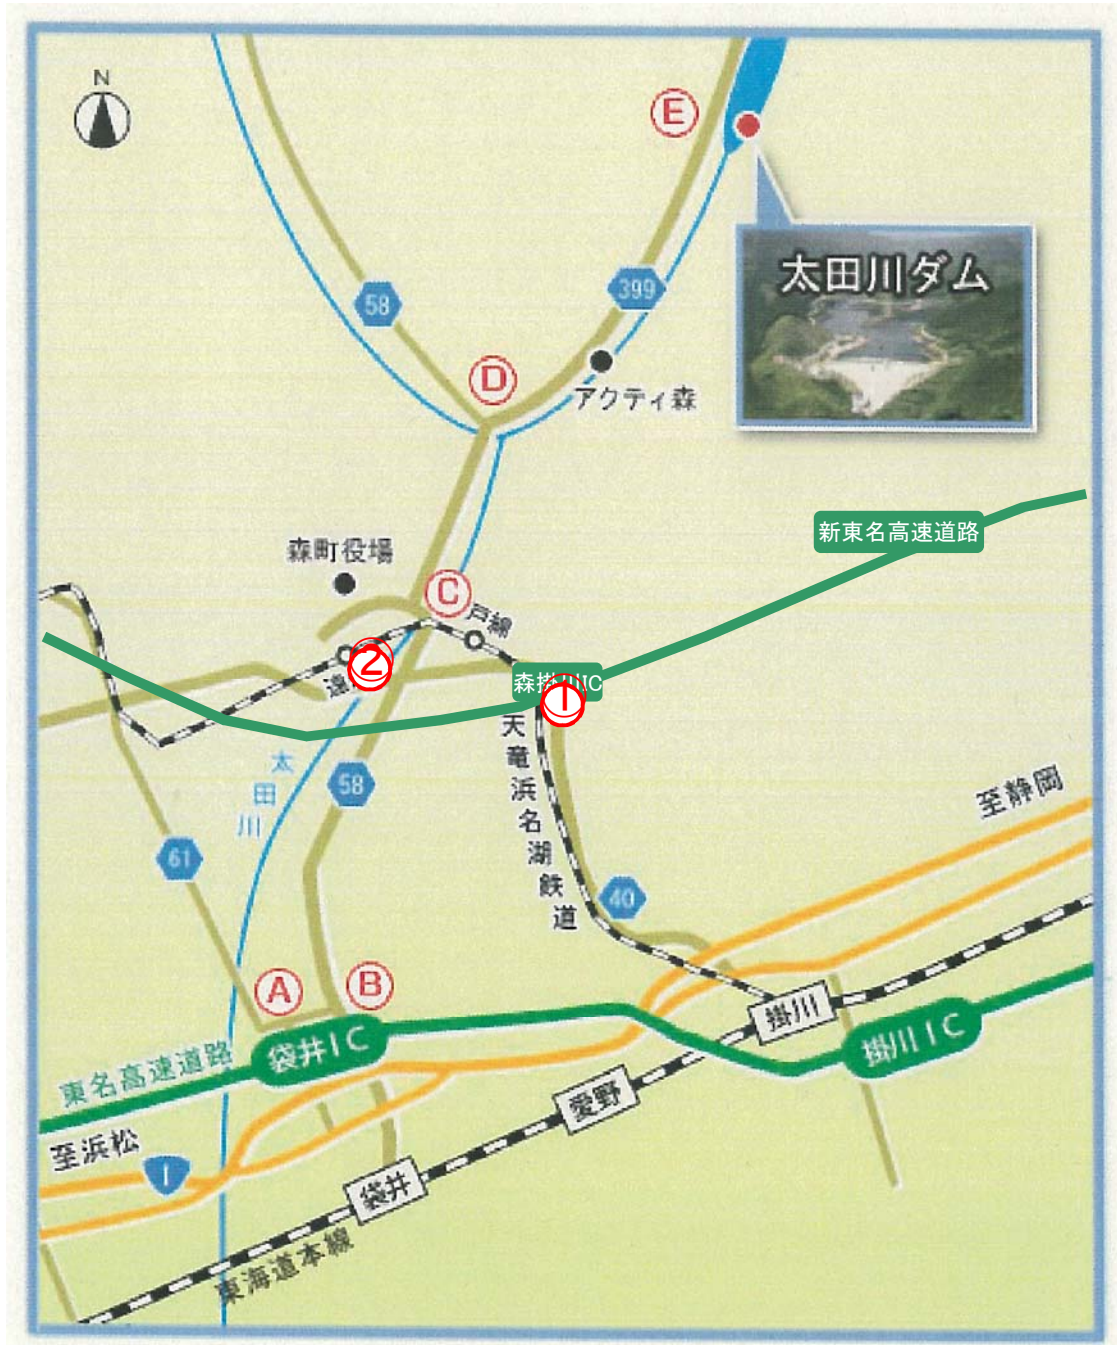 N
E
太田川ダム
58
399
D
アクティ森
新東名高速道路
森町役場
C
戸綿
②
遠
森掛川IC
①
天竜浜名湖鉄道
太田川
58
至静岡
61
40
A
B
掛川
袋井IC
掛川IC
東名高速道路
愛野
至浜松
1
袋井
東海道本線